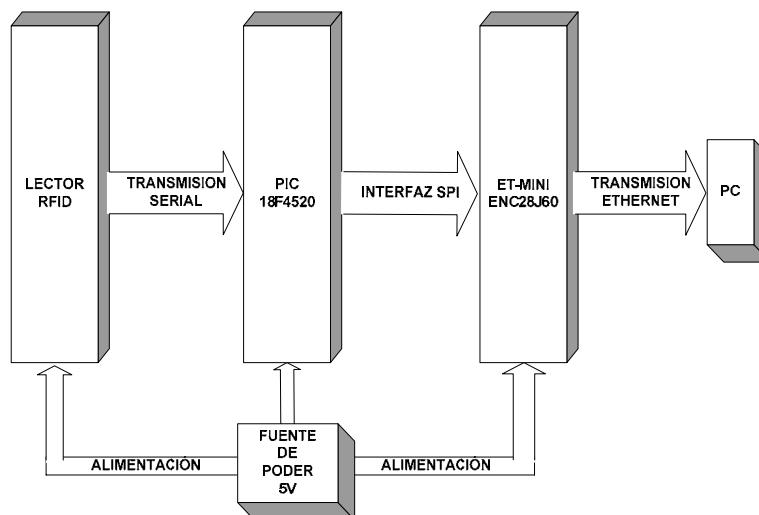 LECTOR
RFID
TRANSMISION
SERIAL
PIC
18F4520
INTERFAZ SPI
ET-MINI
ENC28J60
TRANSMISION
ETHERNET
PC
ALIMENTACIÓN
FUENTE
DE
PODER
5V
ALIMENTACIÓN